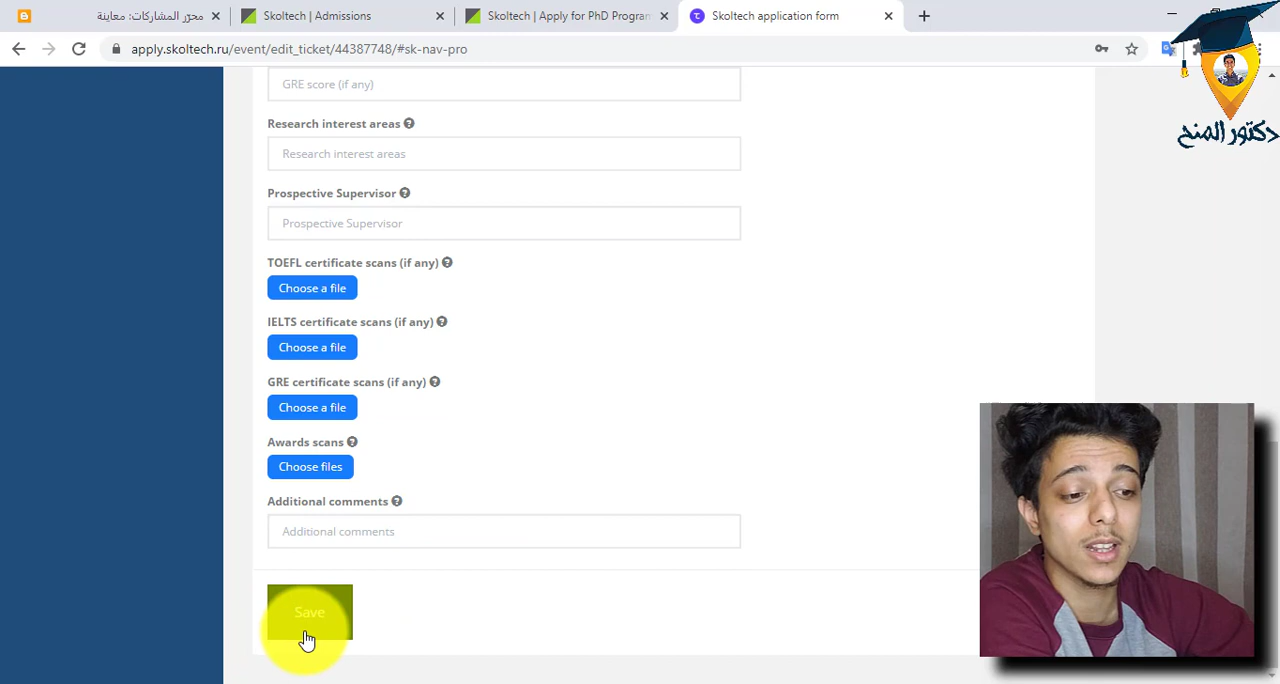 محرّر المشاركات: معاينة
Skoltech | Admissions
Skoltech | Apply for PhD Program
Skoltech application form
apply.skoltech.ru/event/edit_ticket/44387748/#sk-nav-pro
دكتور المنح
GRE score (if any)
Research interest areas
Research interest areas
Prospective Supervisor
Prospective Supervisor
TOEFL certificate scans (if any)
Choose a file
IELTS certificate scans (if any)
Choose a file
GRE certificate scans (if any)
Choose a file
Awards scans
Choose files
Additional comments
Additional comments
Save